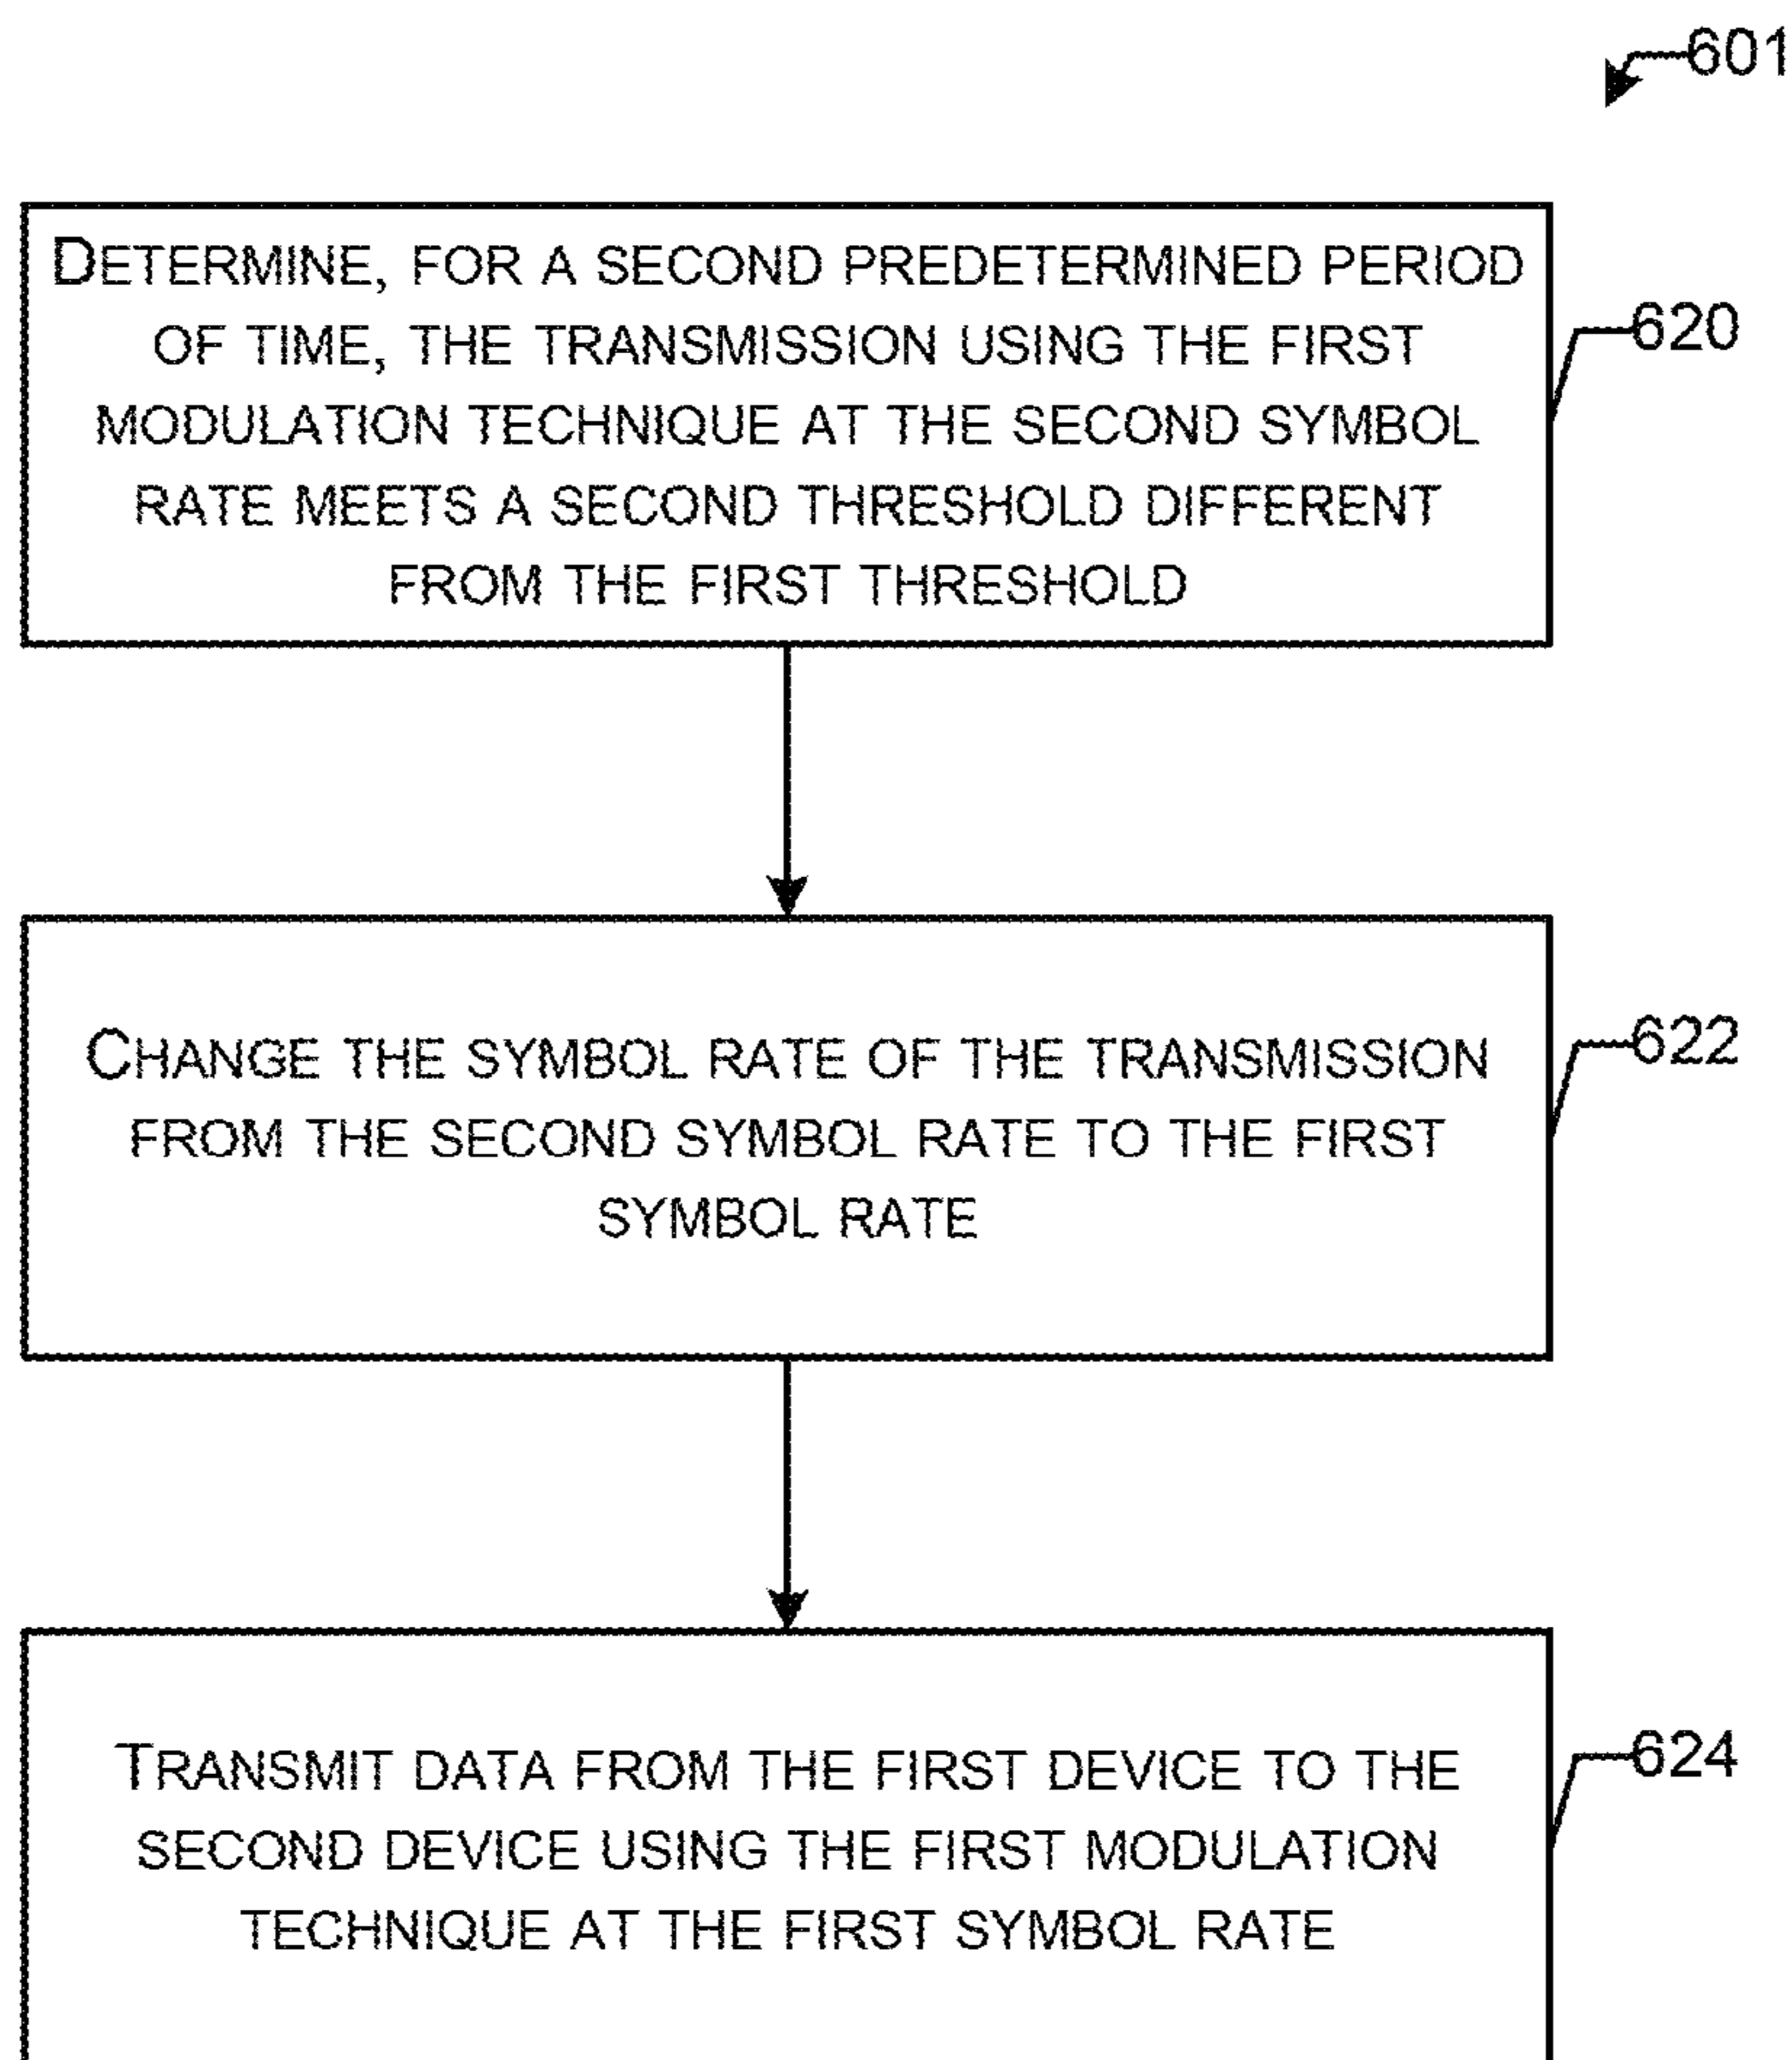 601
DETERMINE, FOR A SECOND PREDETERMINED PERIOD
OF TIME, THE TRANSMISSION USING THE FIRST
MODULATION TECHNIQUE AT THE SECOND SYMBOL
RATE MEETS A SECOND THRESHOLD DIFFERENT
FROM THE FIRST THRESHOLD
620
CHANGE THE SYMBOL RATE OF THE TRANSMISSION
FROM THE SECOND SYMBOL RATE TO THE FIRST
SYMBOL RATE
622
TRANSMIT DATA FROM THE FIRST DEVICE TO THE
SECOND DEVICE USING THE FIRST MODULATION
TECHNIQUE AT THE FIRST SYMBOL RATE
624